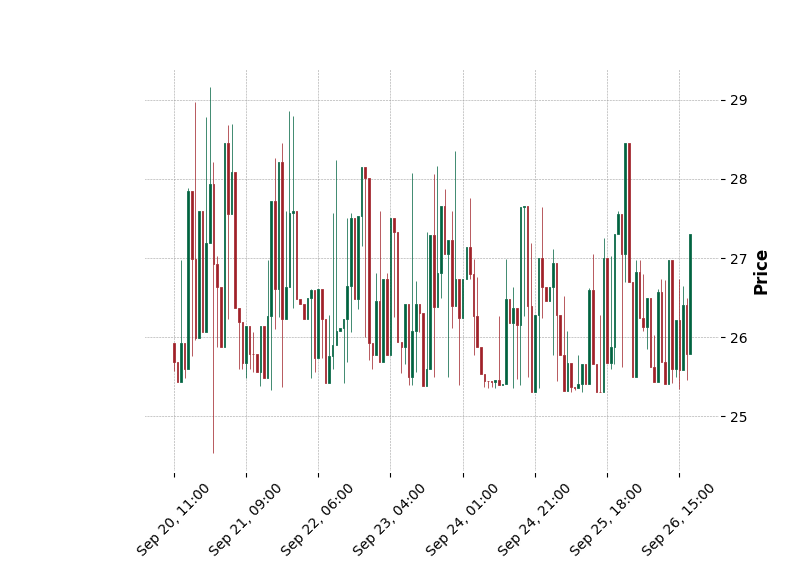 29
28
27
26
25
Price
Sep 20, 11:00
Sep 21, 09:00
Sep 22, 06:00
Sep 23, 04:00
Sep 24, 01:00
Sep 24, 21:00
Sep 25, 18:00
Sep 26, 15:00